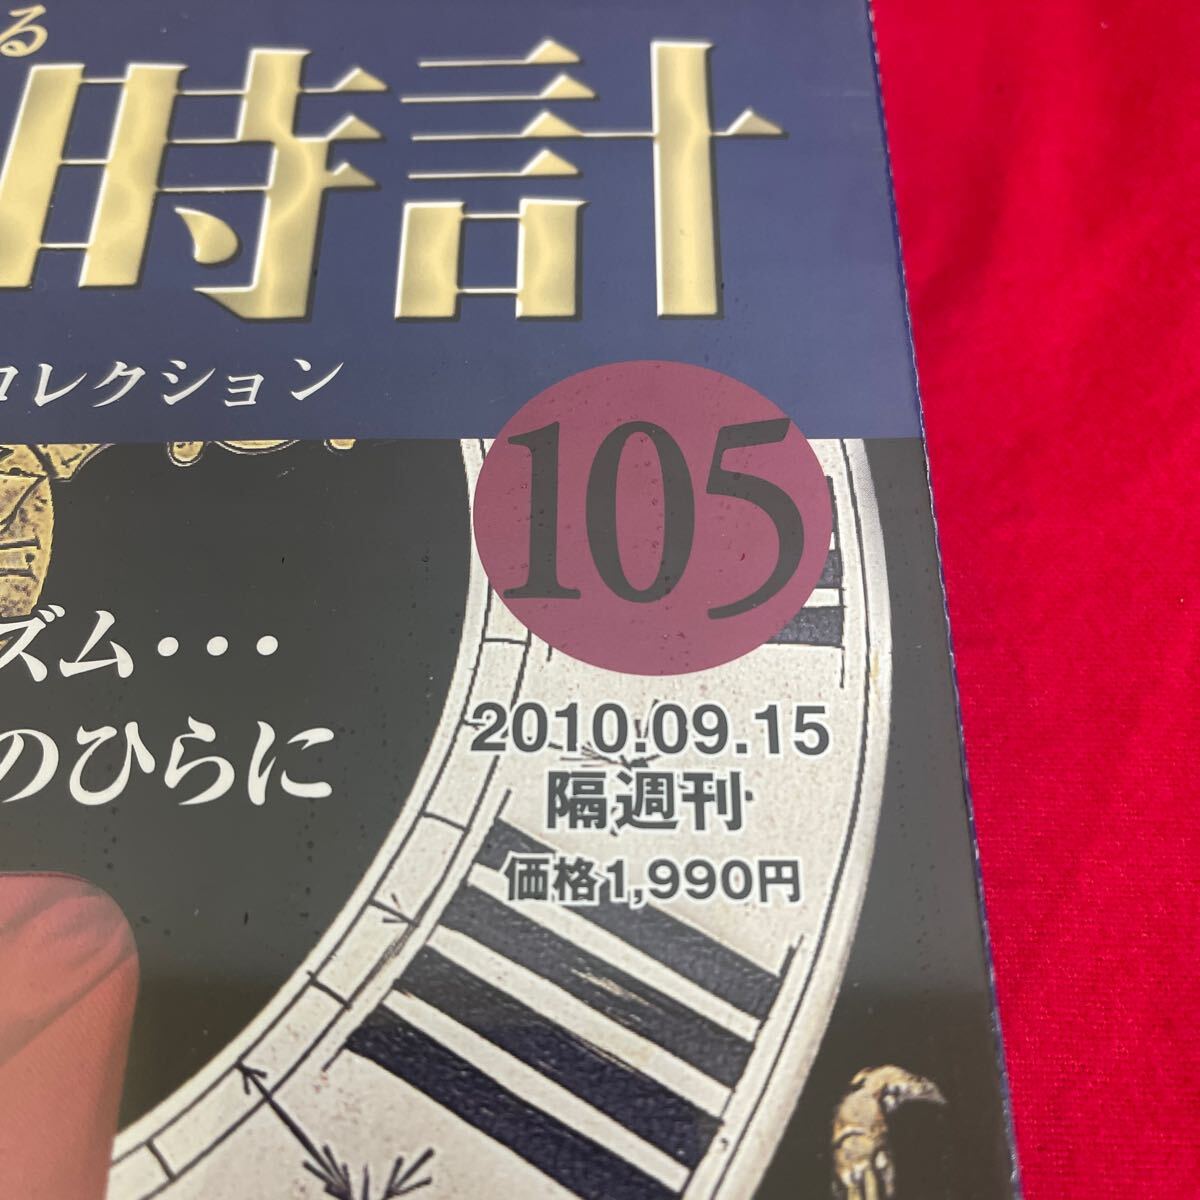 る
時計
コレクション
105
ズム・・・
のひらに
2010.09.15
隔週刊
価格1,990円